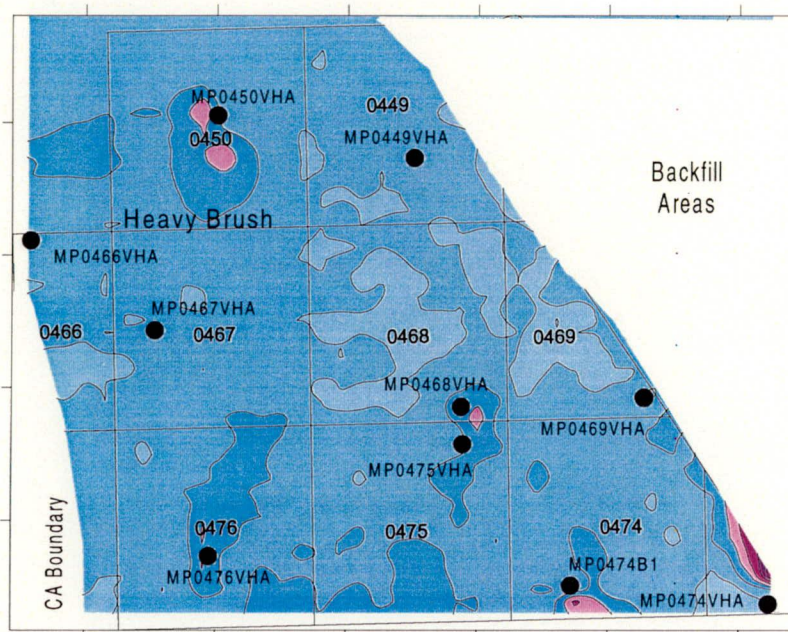 MP0450VHA
0449
0450
MP0449VHA
Backfill
Areas
Heavy Brush
MP0466VHA
MP0467VHA
0466
0467
0468
0469
MP0468VHA
MP0469VHA
MP0475VHA
CA Boundary
0476
0475
0474
MP0474B1
MP0476VHA
MP0474VHA